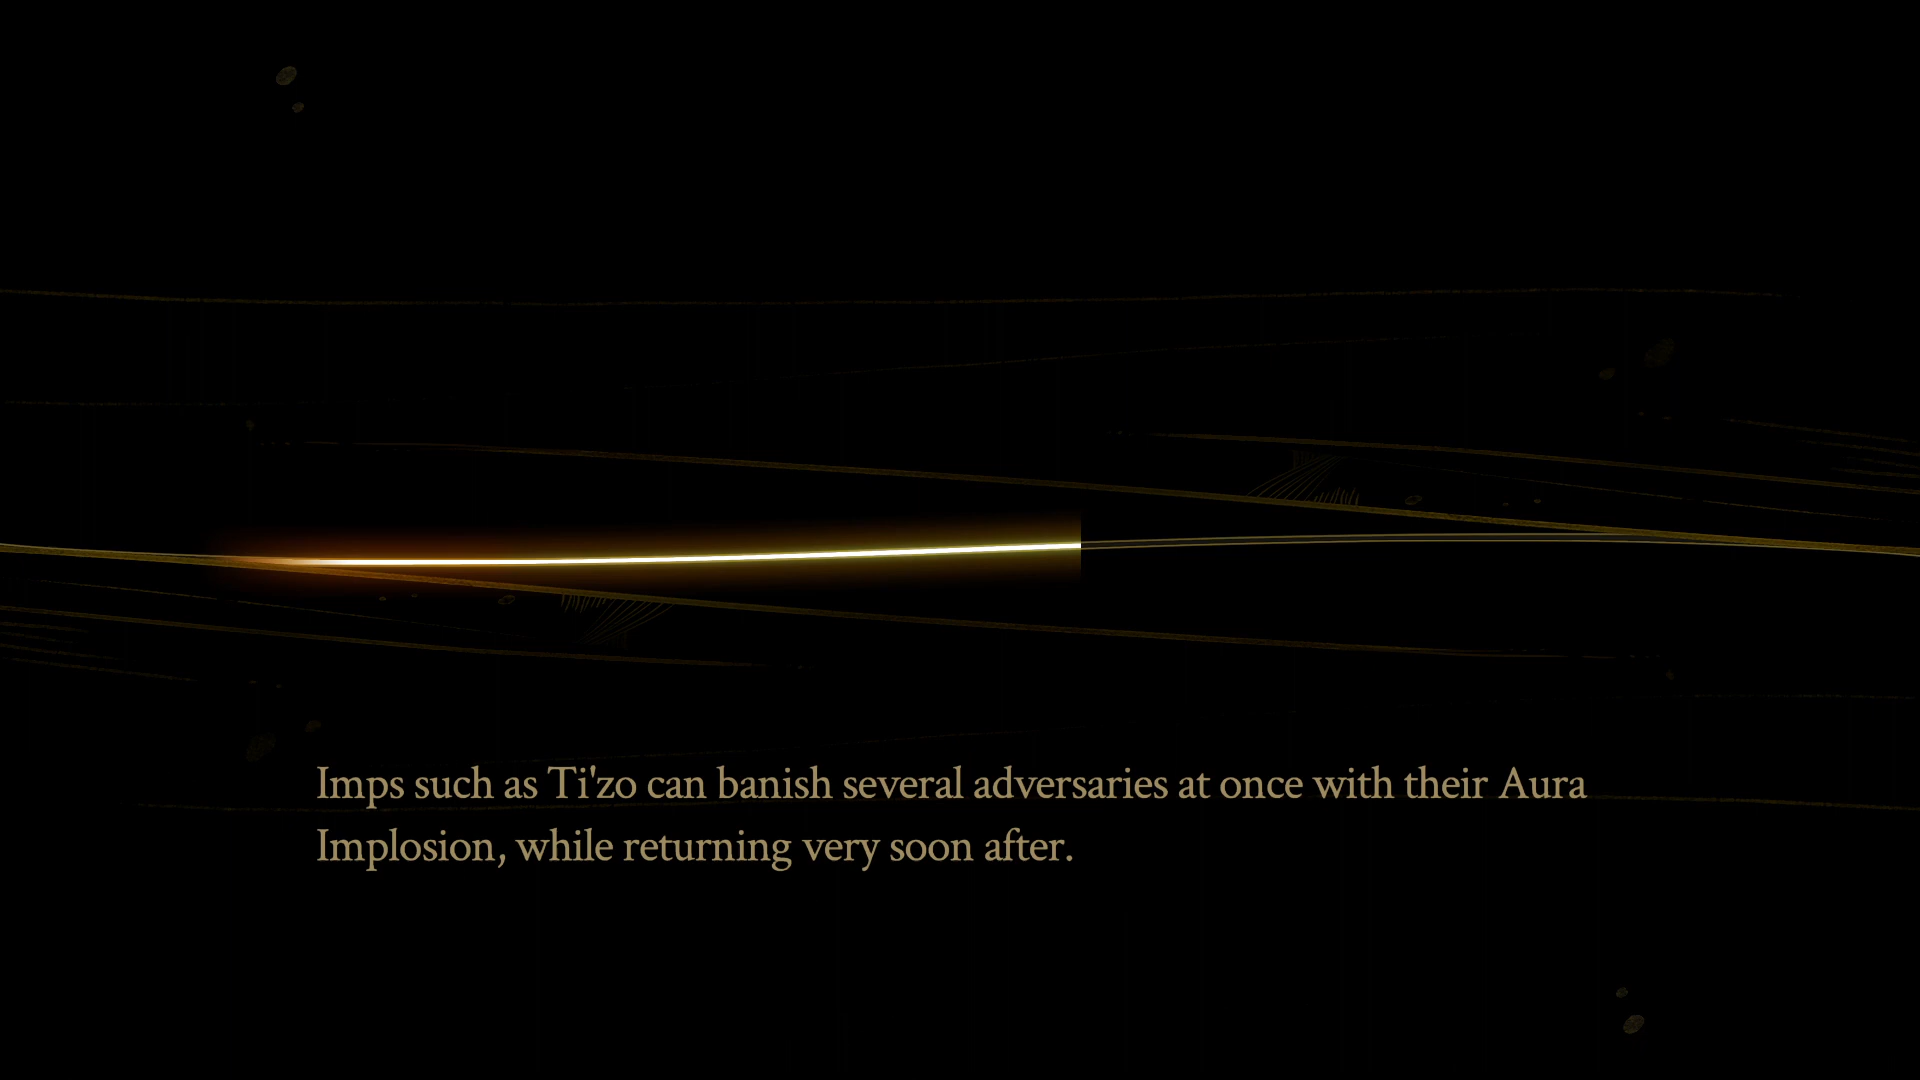 Imps such as Ti'zo can banish several adversaries at once with their Aura
Implosion, while returning very soon after.